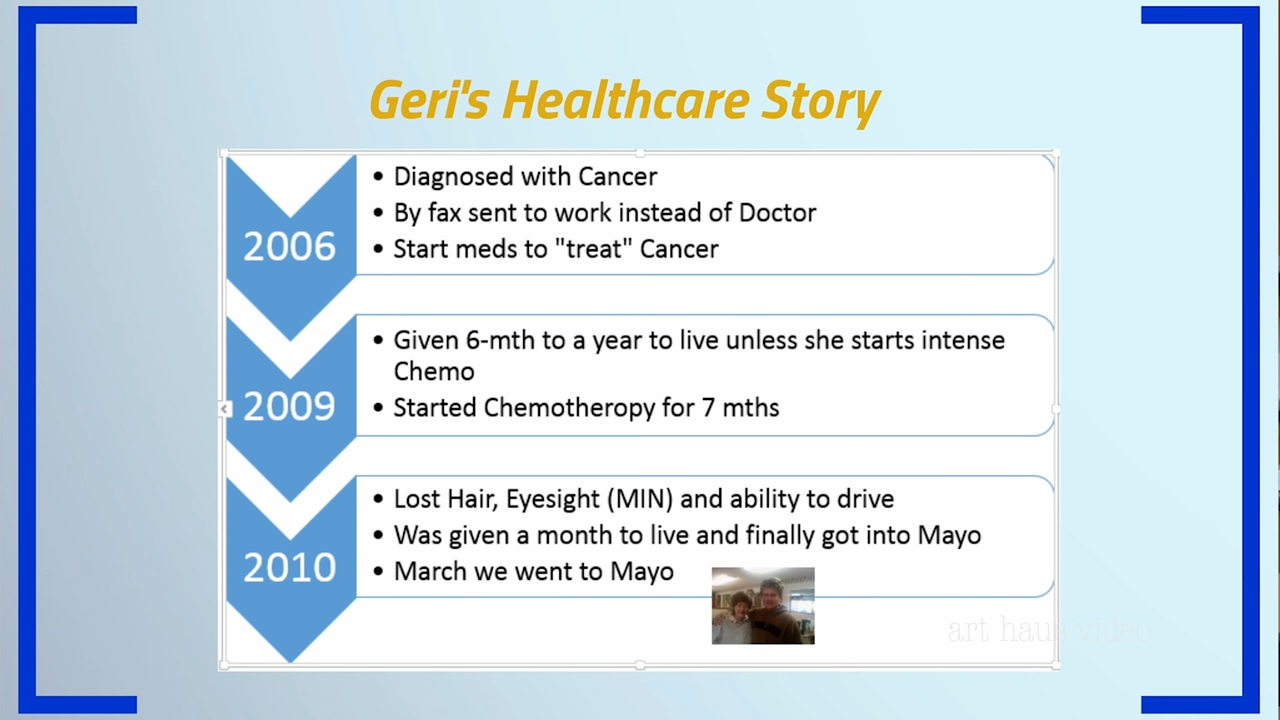 Geri's Healthcare Story
2006
• Diagnosed with Cancer
• By fax sent to work instead of Doctor
• Start meds to "treat" Cancer
2009
• Given 6-mth to a year to live unless she starts intense
Chemo
• Started Chemotheropy for 7 mths
2010
• Lost Hair, Eyesight (MIN) and ability to drive
• Was given a month to live and finally got into Mayo
• March we went to Mayo
art haus video